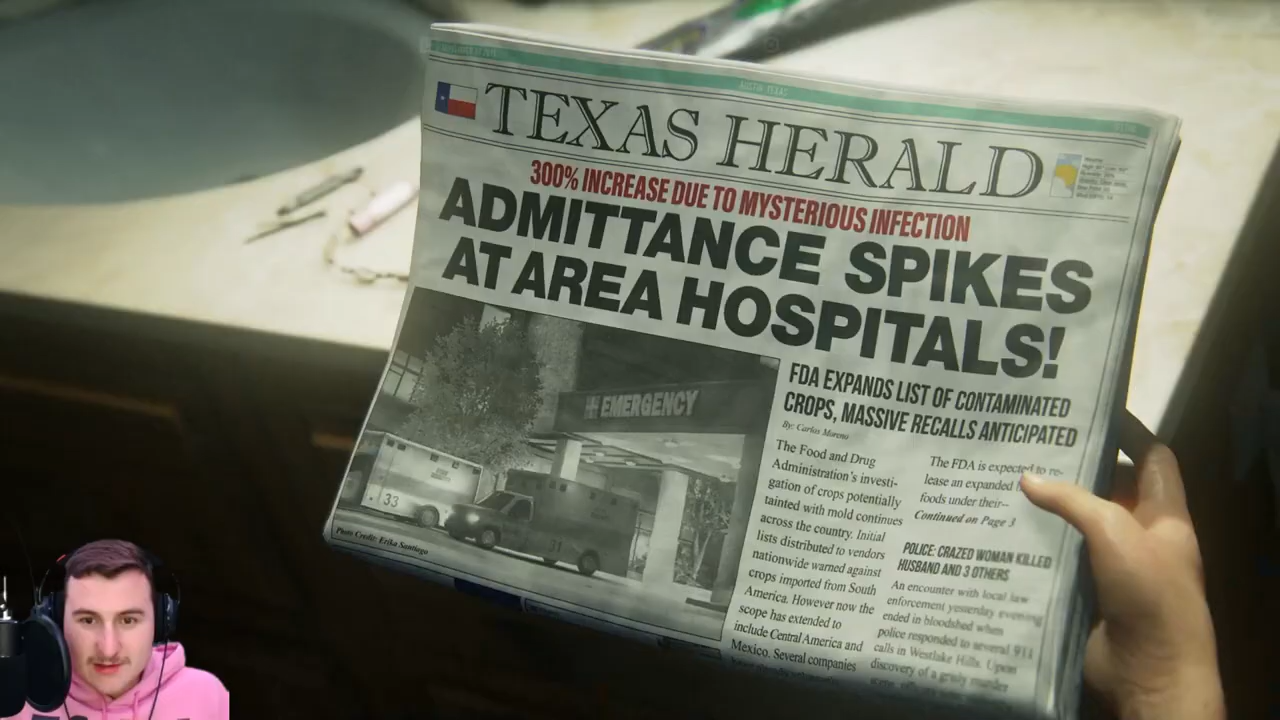 AUSTIN, TEXAS
TEXAS HERALD
300% INCREASE DUE TO MYSTERIOUS INFECTION
ADMITTANCE SPIKES
AT AREA HOSPITALS!
EMERGENCY
33
31
Photo Credit: Erika Santiago
FDA EXPANDS LIST OF CONTAMINATED
CROPS, MASSIVE RECALLS ANTICIPATED
By: Carlos Moreno
The Food and Drug
Administration's investi-
gation of crops potentially
tainted with mold continues
across the country. Initial
lists distributed to vendors
nationwide warned against
crops imported from South
America. However now the
scope has extended to
include Central America and
Mexico. Several companies
The FDA is expected to re-
lease an expanded
foods under their--
Continued on Page 3
POLICE: CRAZED WOMAN KILLED
HUSBAND AND 3 OTHERS
An encounter with local law
enforcement yesterday evening
ended in bloodshed when
police responded to several 911
calls in Westlake Hills. Upon
discovery of a grisly murder